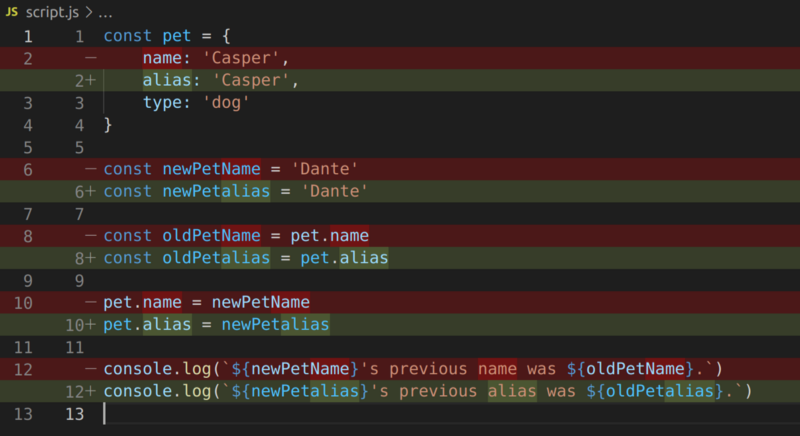 JS script.js > ...
1 1 const pet = {
2 − name: 'Casper',
2+ alias: 'Casper',
3 3 type: 'dog'
4 4 }
5 5
6 − const newPetName = 'Dante'
6+ const newPetalias = 'Dante'
7 7
8 − const oldPetName = pet.name
8+ const oldPetalias = pet.alias
9 9
10 − pet.name = newPetName
10+ pet.alias = newPetalias
11 11
12 − console.log(`${newPetName}'s previous name was ${oldPetName}.`)
12+ console.log(`${newPetalias}'s previous alias was ${oldPetalias}.`)
13 13